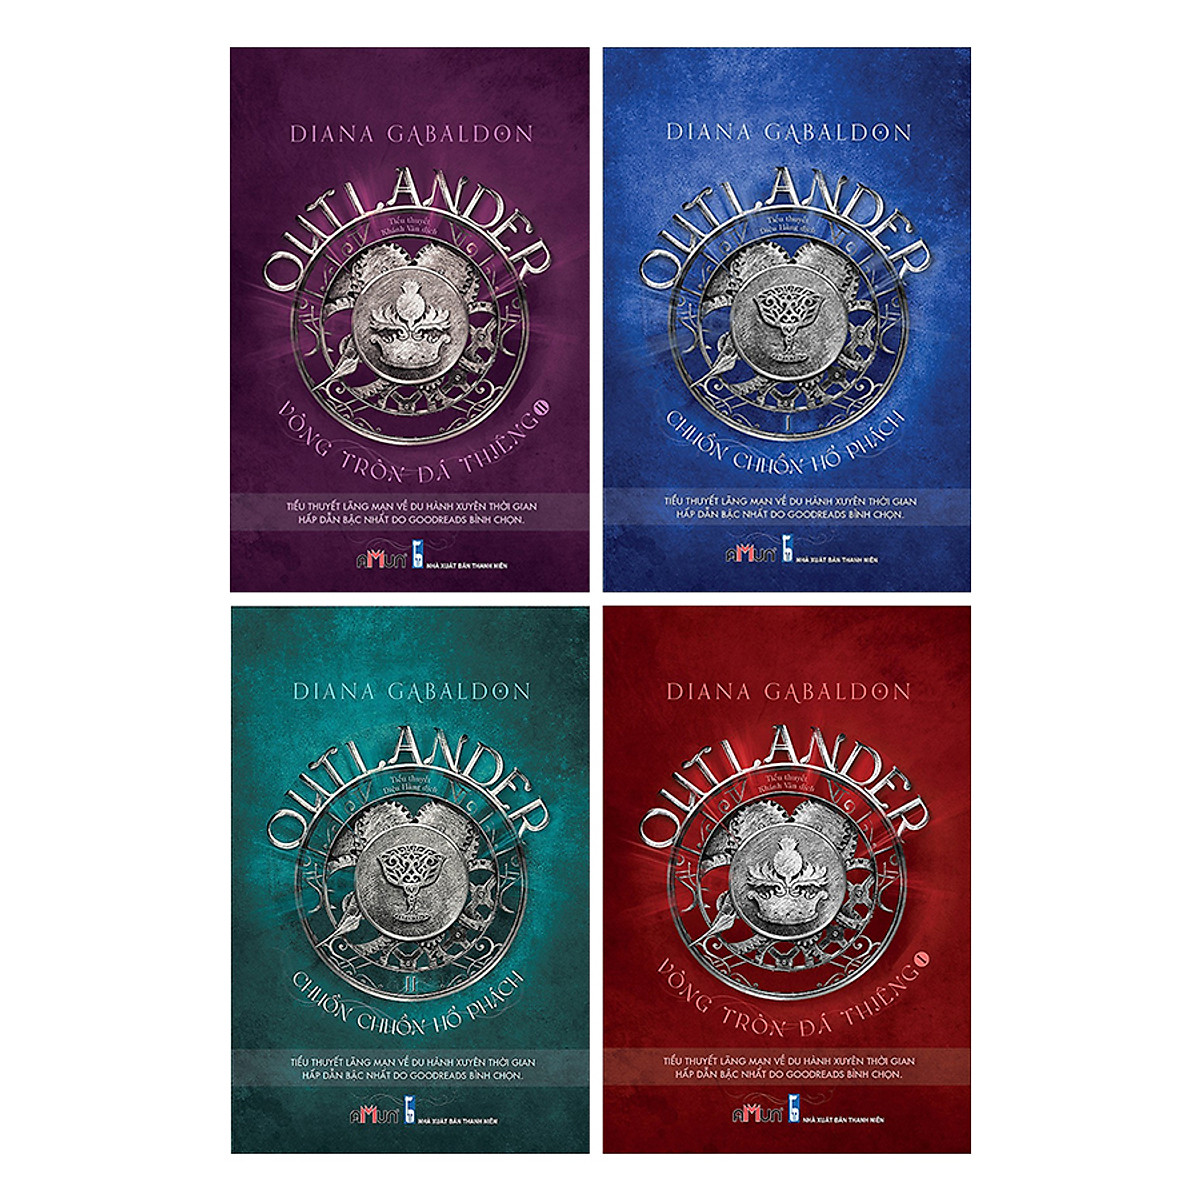 DIANA GABALDON
OUTLANDER
Tiểu thuyết
Khánh Vân dịch
VÒNG TRÒN ĐÁ THIÊNG II
TIỂU THUYẾT LÃNG MẠN VỀ DU HÀNH XUYÊN THỜI GIAN
HẤP DẪN BẬC NHẤT DO GOODREADS BÌNH CHỌN.
AMUN
NHÀ XUẤT BẢN THANH NIÊN
DIANA GABALDON
OUTLANDER
Tiểu thuyết
Diệu Hằng dịch
I
CHUỒN CHUỒN HỔ PHÁCH
TIỂU THUYẾT LÃNG MẠN VỀ DU HÀNH XUYÊN THỜI GIAN
HẤP DẪN BẬC NHẤT DO GOODREADS BÌNH CHỌN.
AMUN
NHÀ XUẤT BẢN THANH NIÊN
DIANA GABALDON
OUTLANDER
Tiểu thuyết
Diệu Hằng dịch
II
CHUỒN CHUỒN HỔ PHÁCH
TIỂU THUYẾT LÃNG MẠN VỀ DU HÀNH XUYÊN THỜI GIAN
HẤP DẪN BẬC NHẤT DO GOODREADS BÌNH CHỌN.
AMUN
NHÀ XUẤT BẢN THANH NIÊN
DIANA GABALDON
OUTLANDER
Tiểu thuyết
Khánh Vân dịch
VÒNG TRÒN ĐÁ THIÊNG I
TIỂU THUYẾT LÃNG MẠN VỀ DU HÀNH XUYÊN THỜI GIAN
HẤP DẪN BẬC NHẤT DO GOODREADS BÌNH CHỌN.
AMUN
NHÀ XUẤT BẢN THANH NIÊN